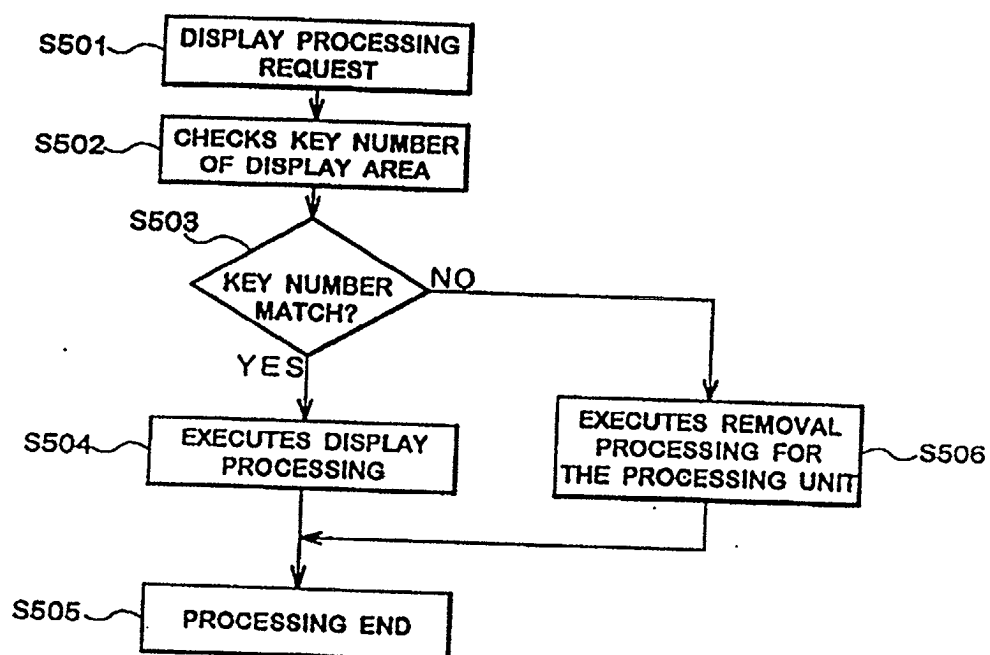 S501
DISPLAY PROCESSING
REQUEST
S502
CHECKS KEY NUMBER
OF DISPLAY AREA
S503
KEY NUMBER
MATCH?
NO
YES
S504
EXECUTES DISPLAY
PROCESSING
EXECUTES REMOVAL
PROCESSING FOR
THE PROCESSING UNIT
S506
S505
PROCESSING END